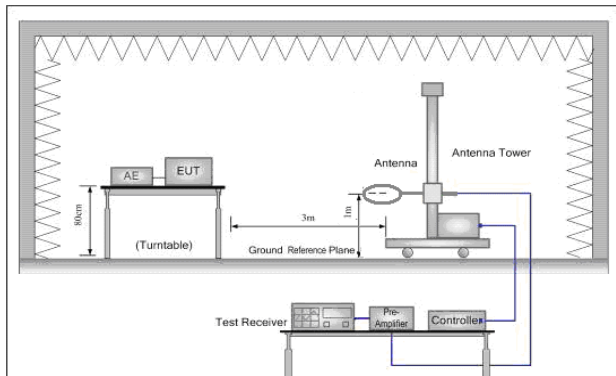 AE
EUT
80cm
(Turntable)
3m
1m
Antenna
Antenna Tower
Ground Reference Plane
Test Receiver
Pre-
Amplifier
Controller